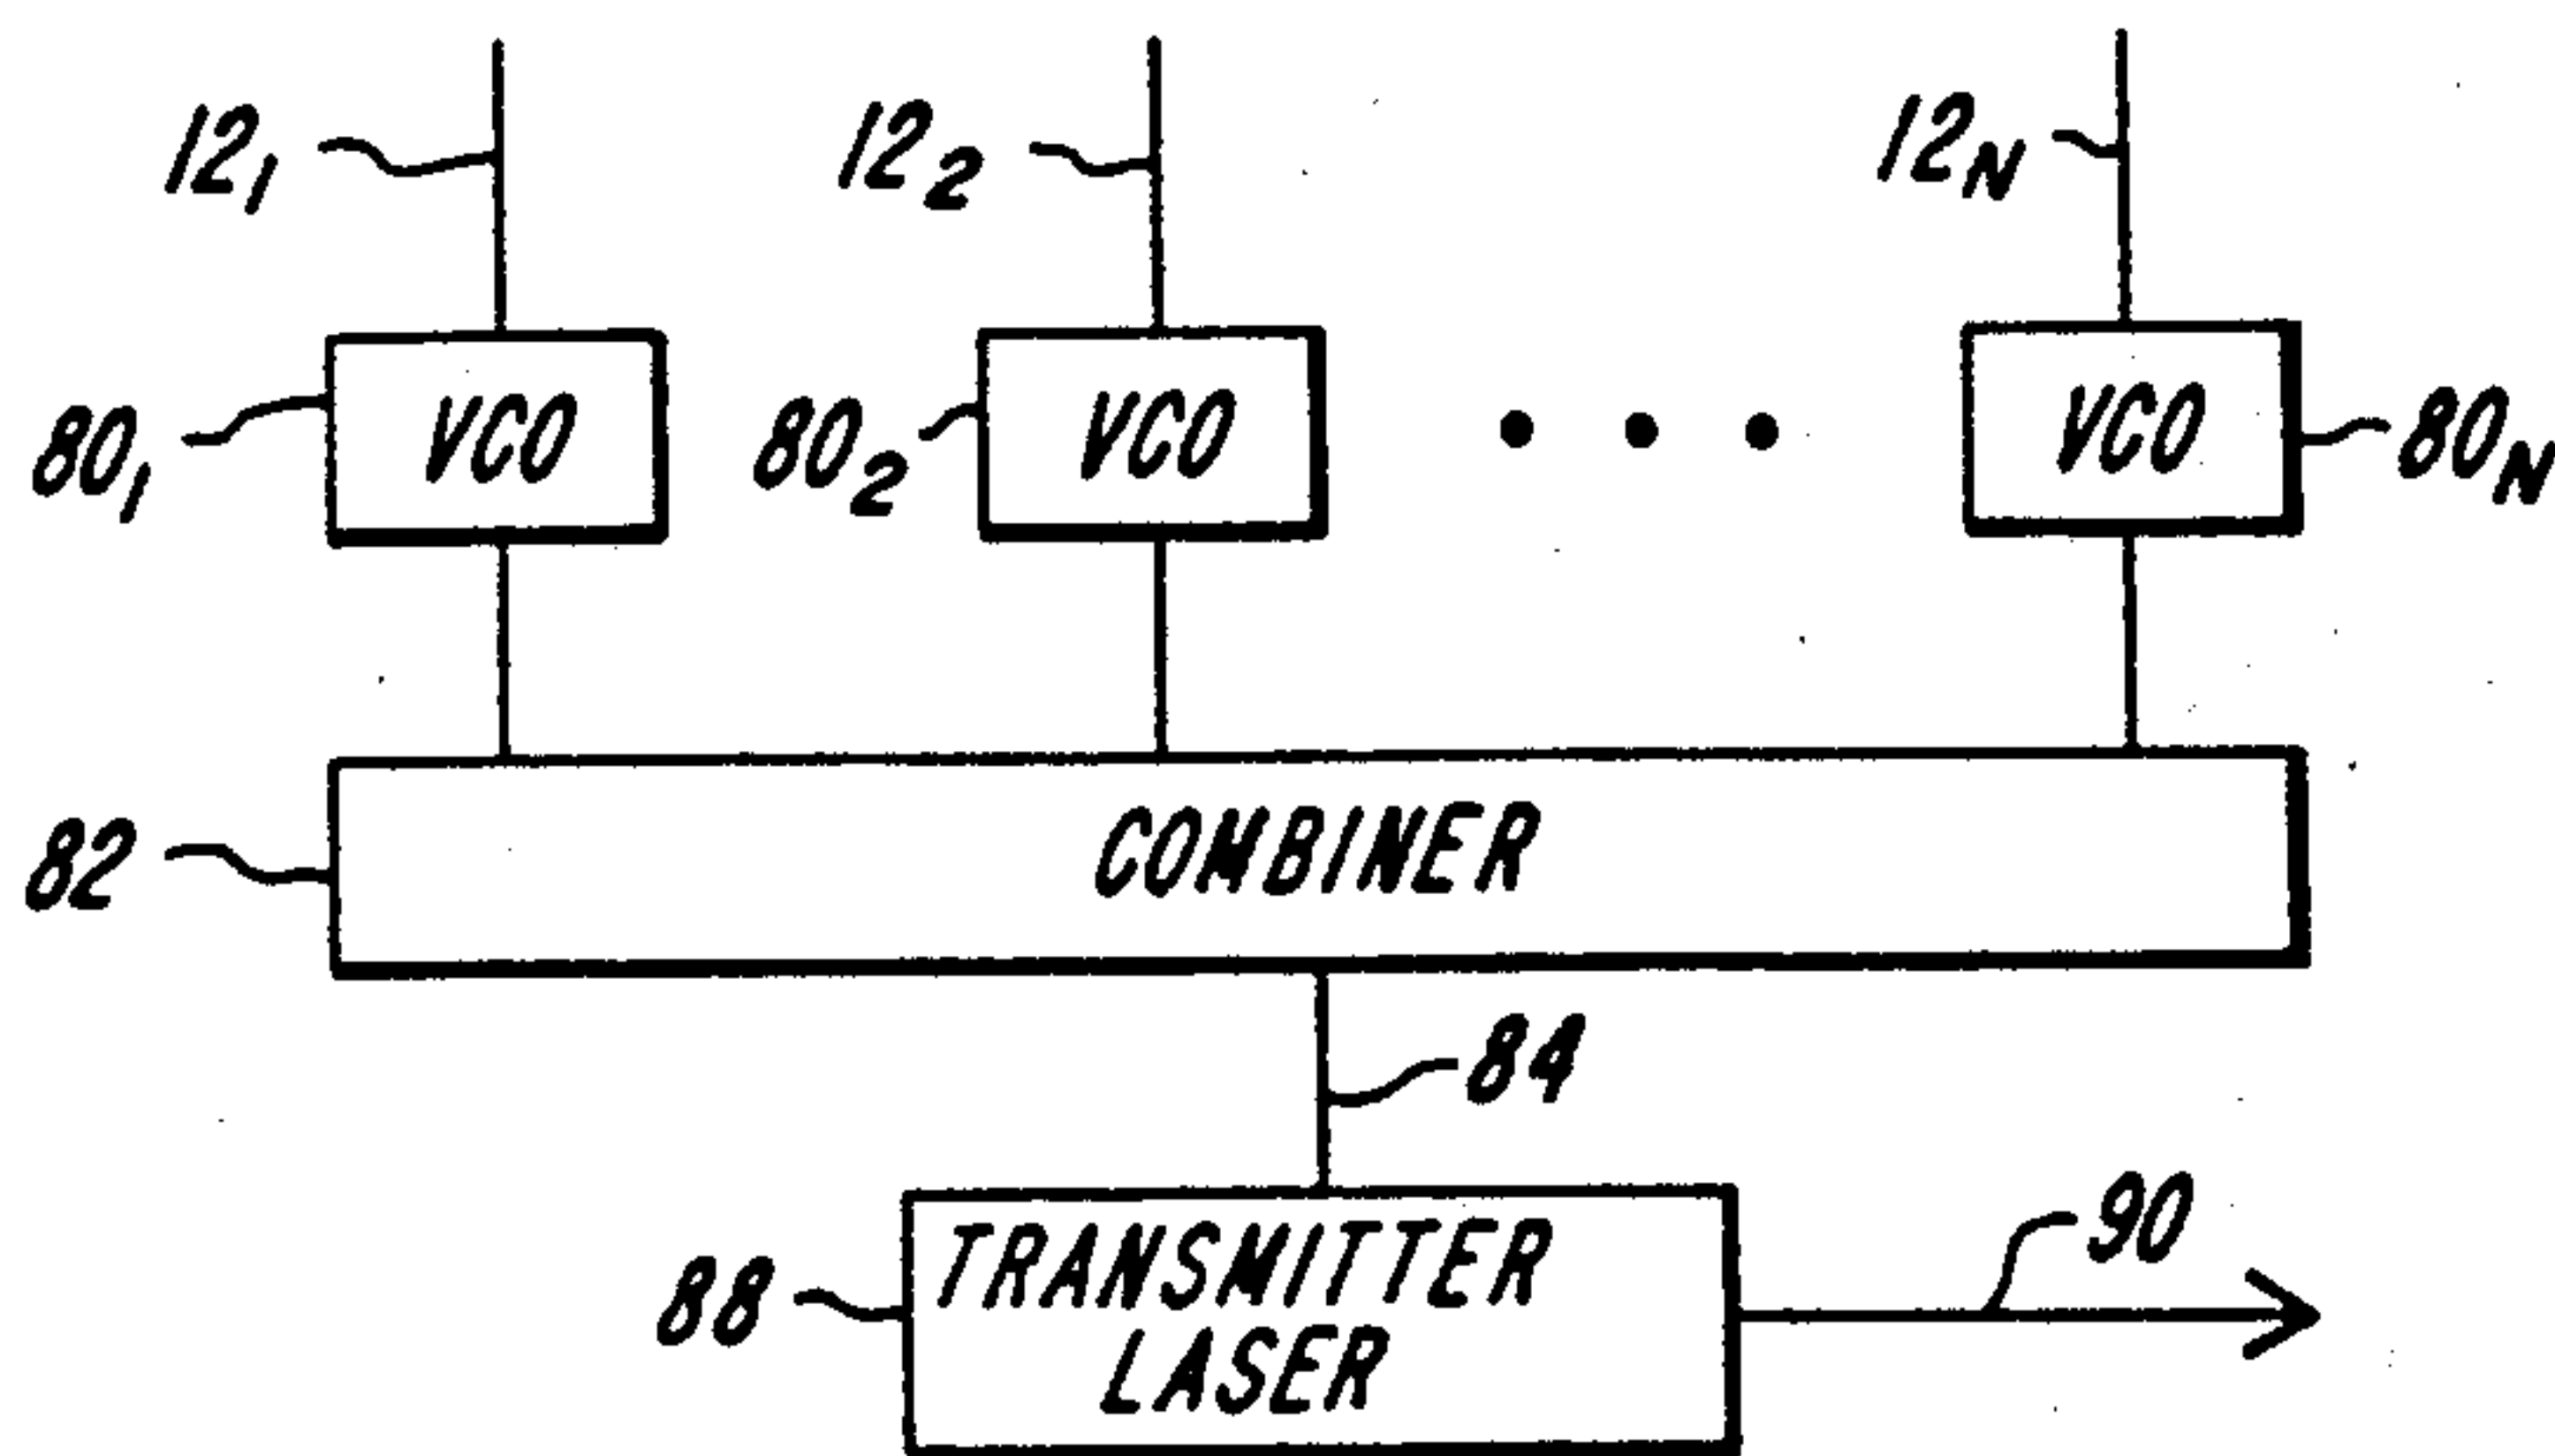 12₁ 12₂ 12N
80₁ VCO 80₂ VCO VCO 80N
82 COMBINER
84
90
88 TRANSMITTER
LASER